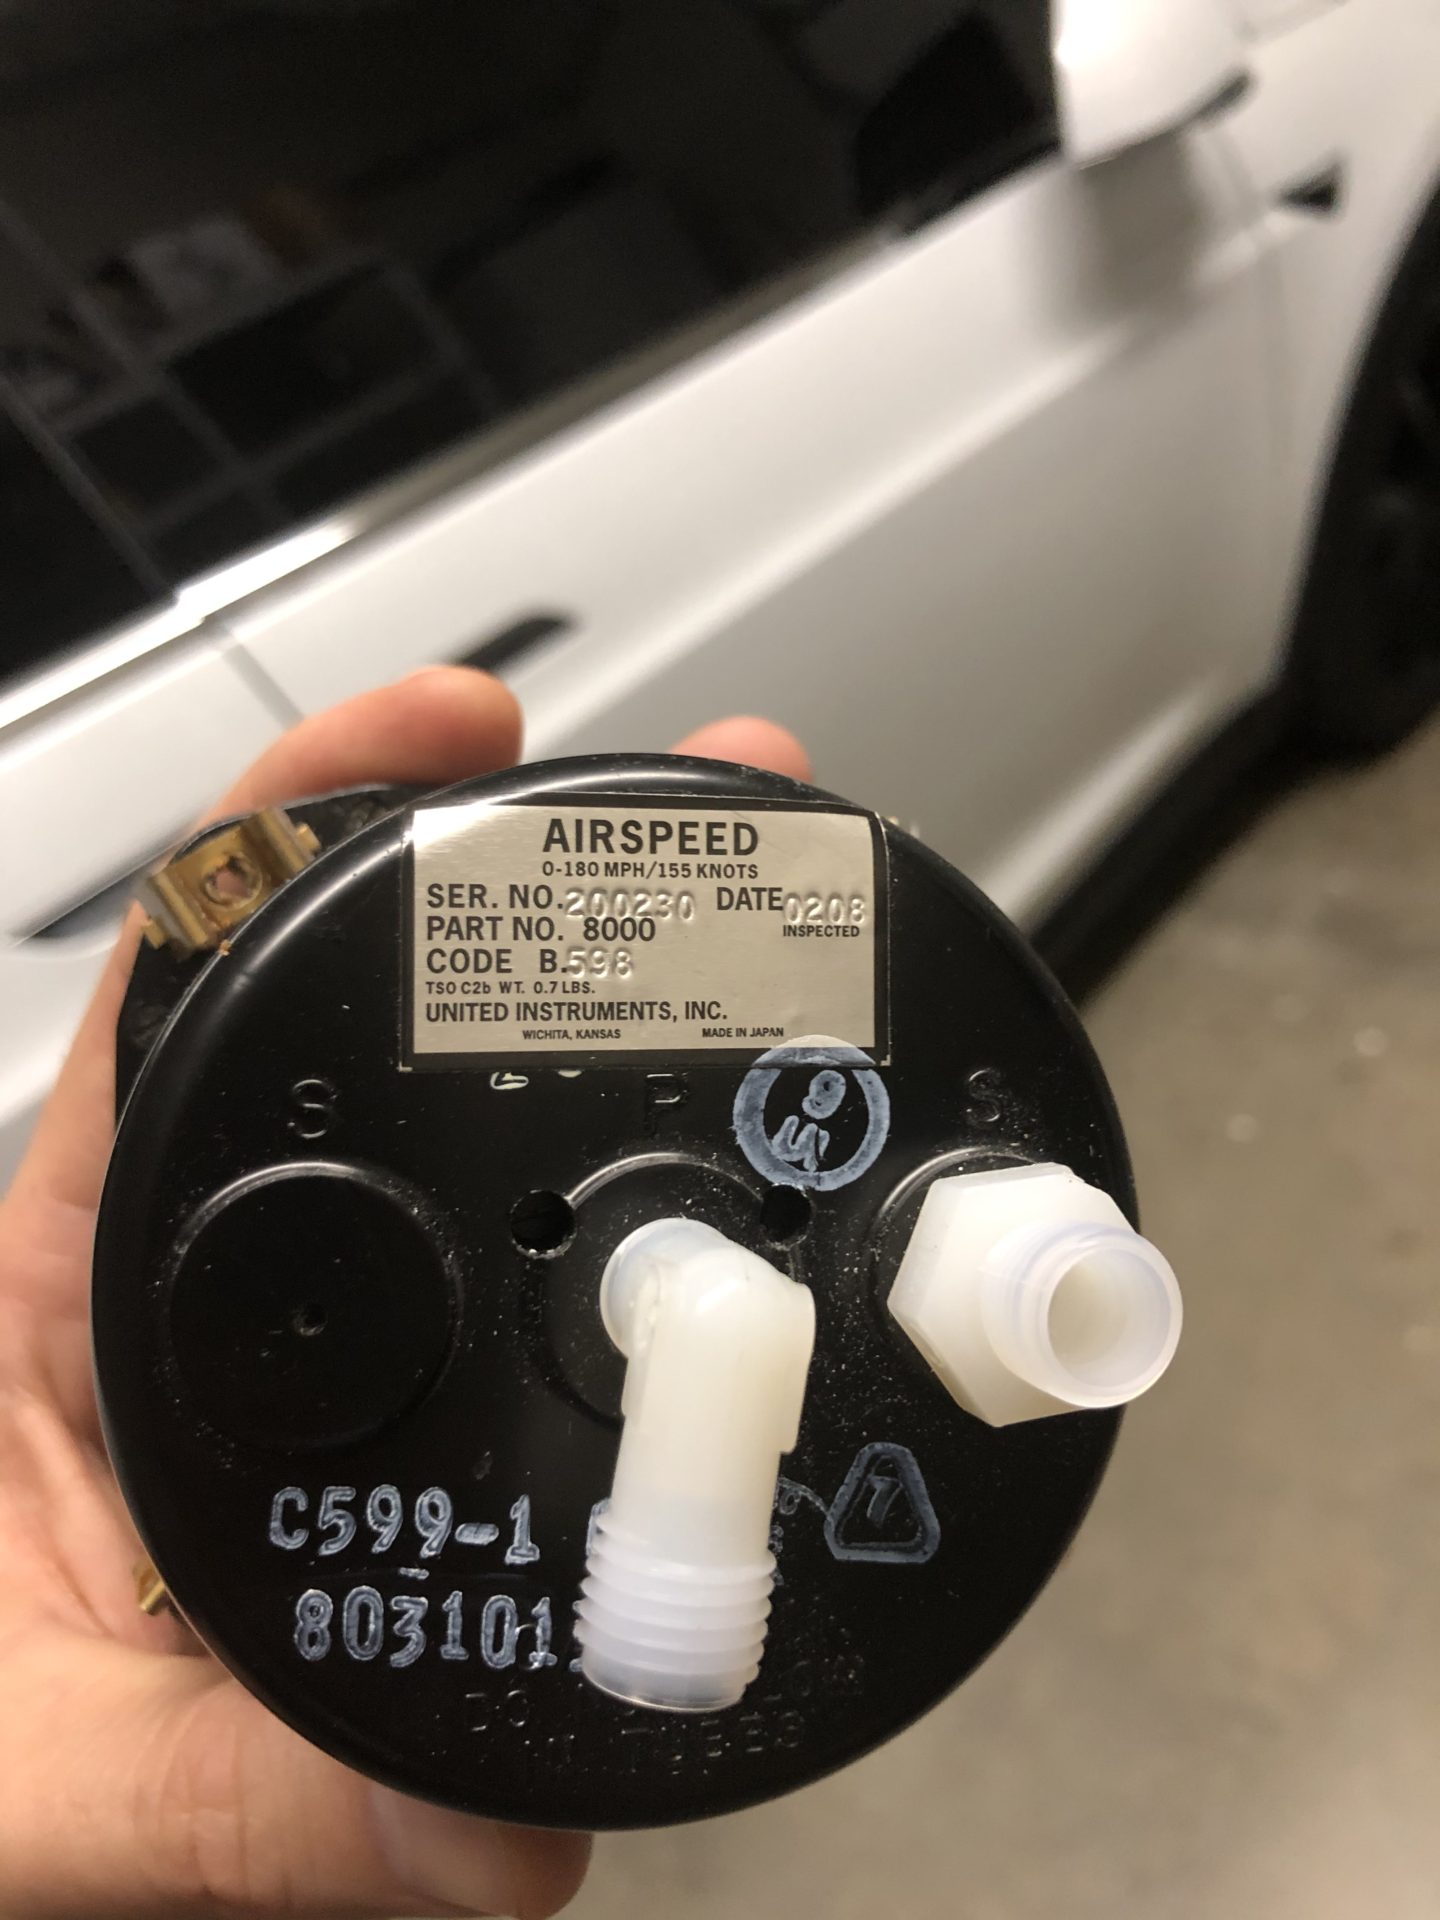 AIRSPEED
0-180 MPH/155 KNOTS
SER. NO. 200230 DATE 0208
PART NO. 8000 INSPECTED
CODE B.598
TSO C2b WT. 0.7 LBS.
UNITED INSTRUMENTS, INC.
WICHITA, KANSAS MADE IN JAPAN
S P S
C599-1
7